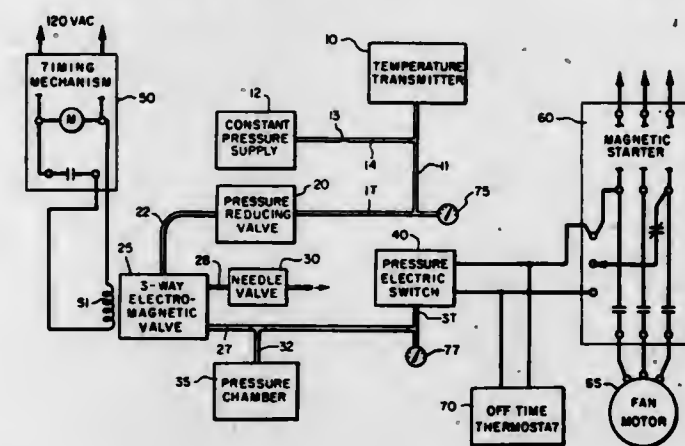 120 VAC
TIMING
MECHANISM
50
M
10
TEMPERATURE
TRANSMITTER
12
CONSTANT
PRESSURE
SUPPLY
13
14
11
60
MAGNETIC
STARTER
20
PRESSURE
REDUCING
VALVE
17
75
22
25
3-WAY
ELECTRO-
MAGNETIC
VALVE
51
28
30
NEEDLE
VALVE
40
PRESSURE
ELECTRIC
SWITCH
37
27
32
77
35
PRESSURE
CHAMBER
70
OFF TIME
THERMOSTAT
65
FAN
MOTOR